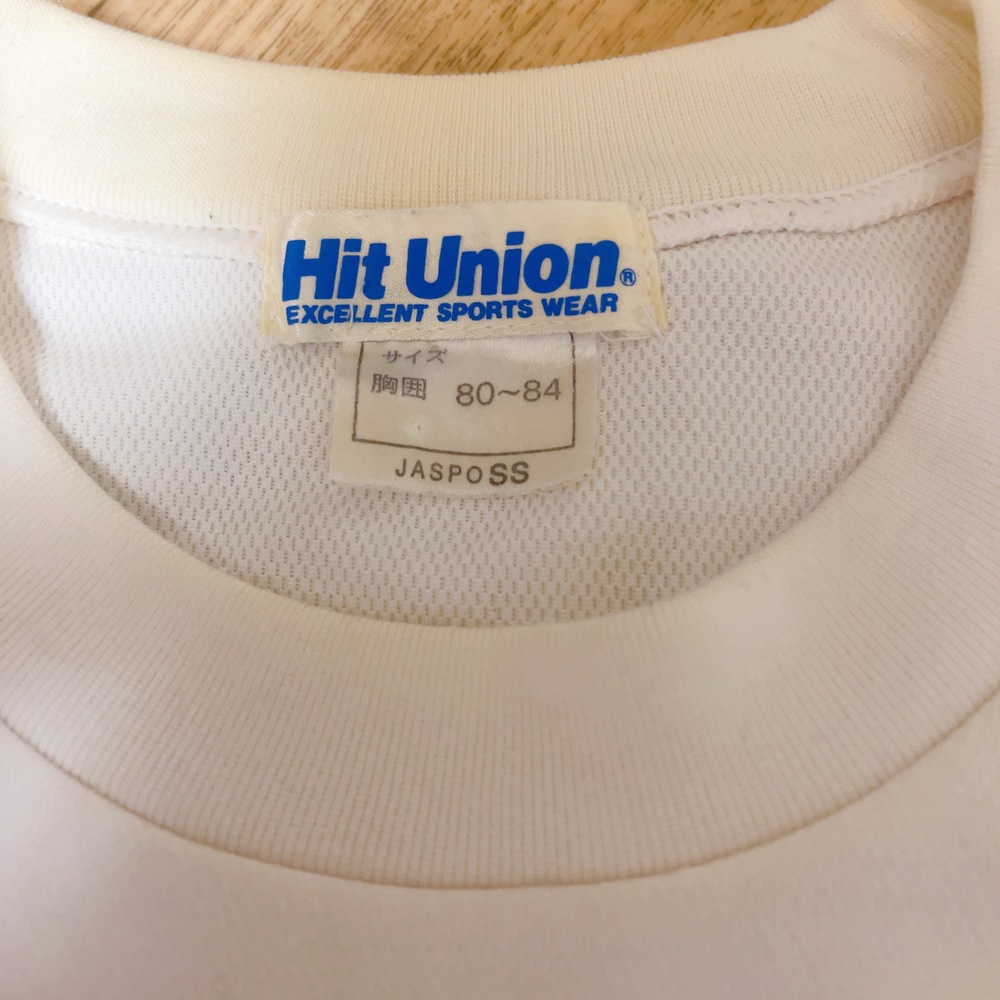 Hit Union®
EXCELLENT SPORTS WEAR
サイズ
胸囲 80～84
JASPO SS